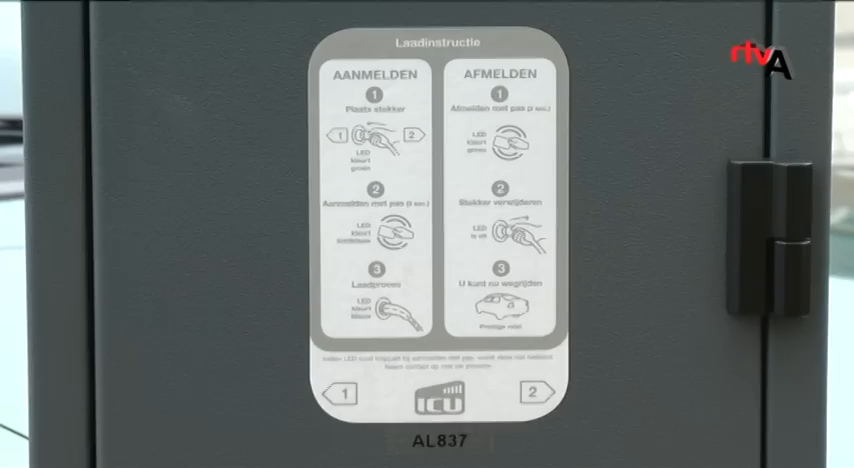 rtvA
Laadinstructie
AANMELDEN
1
Plaats stekker
1
2
LED
kleurt
groen
2
Aanmelden met pas
LED
kleurt
3
Laadproces
LED
kleurt
blauw
AFMELDEN
1
Afmelden met pas
LED
kleurt
groen
2
Stekker verwijderen
LED
is uit
3
U kunt nu wegrijden
Prettige reis!
1
ICU
2
AL837